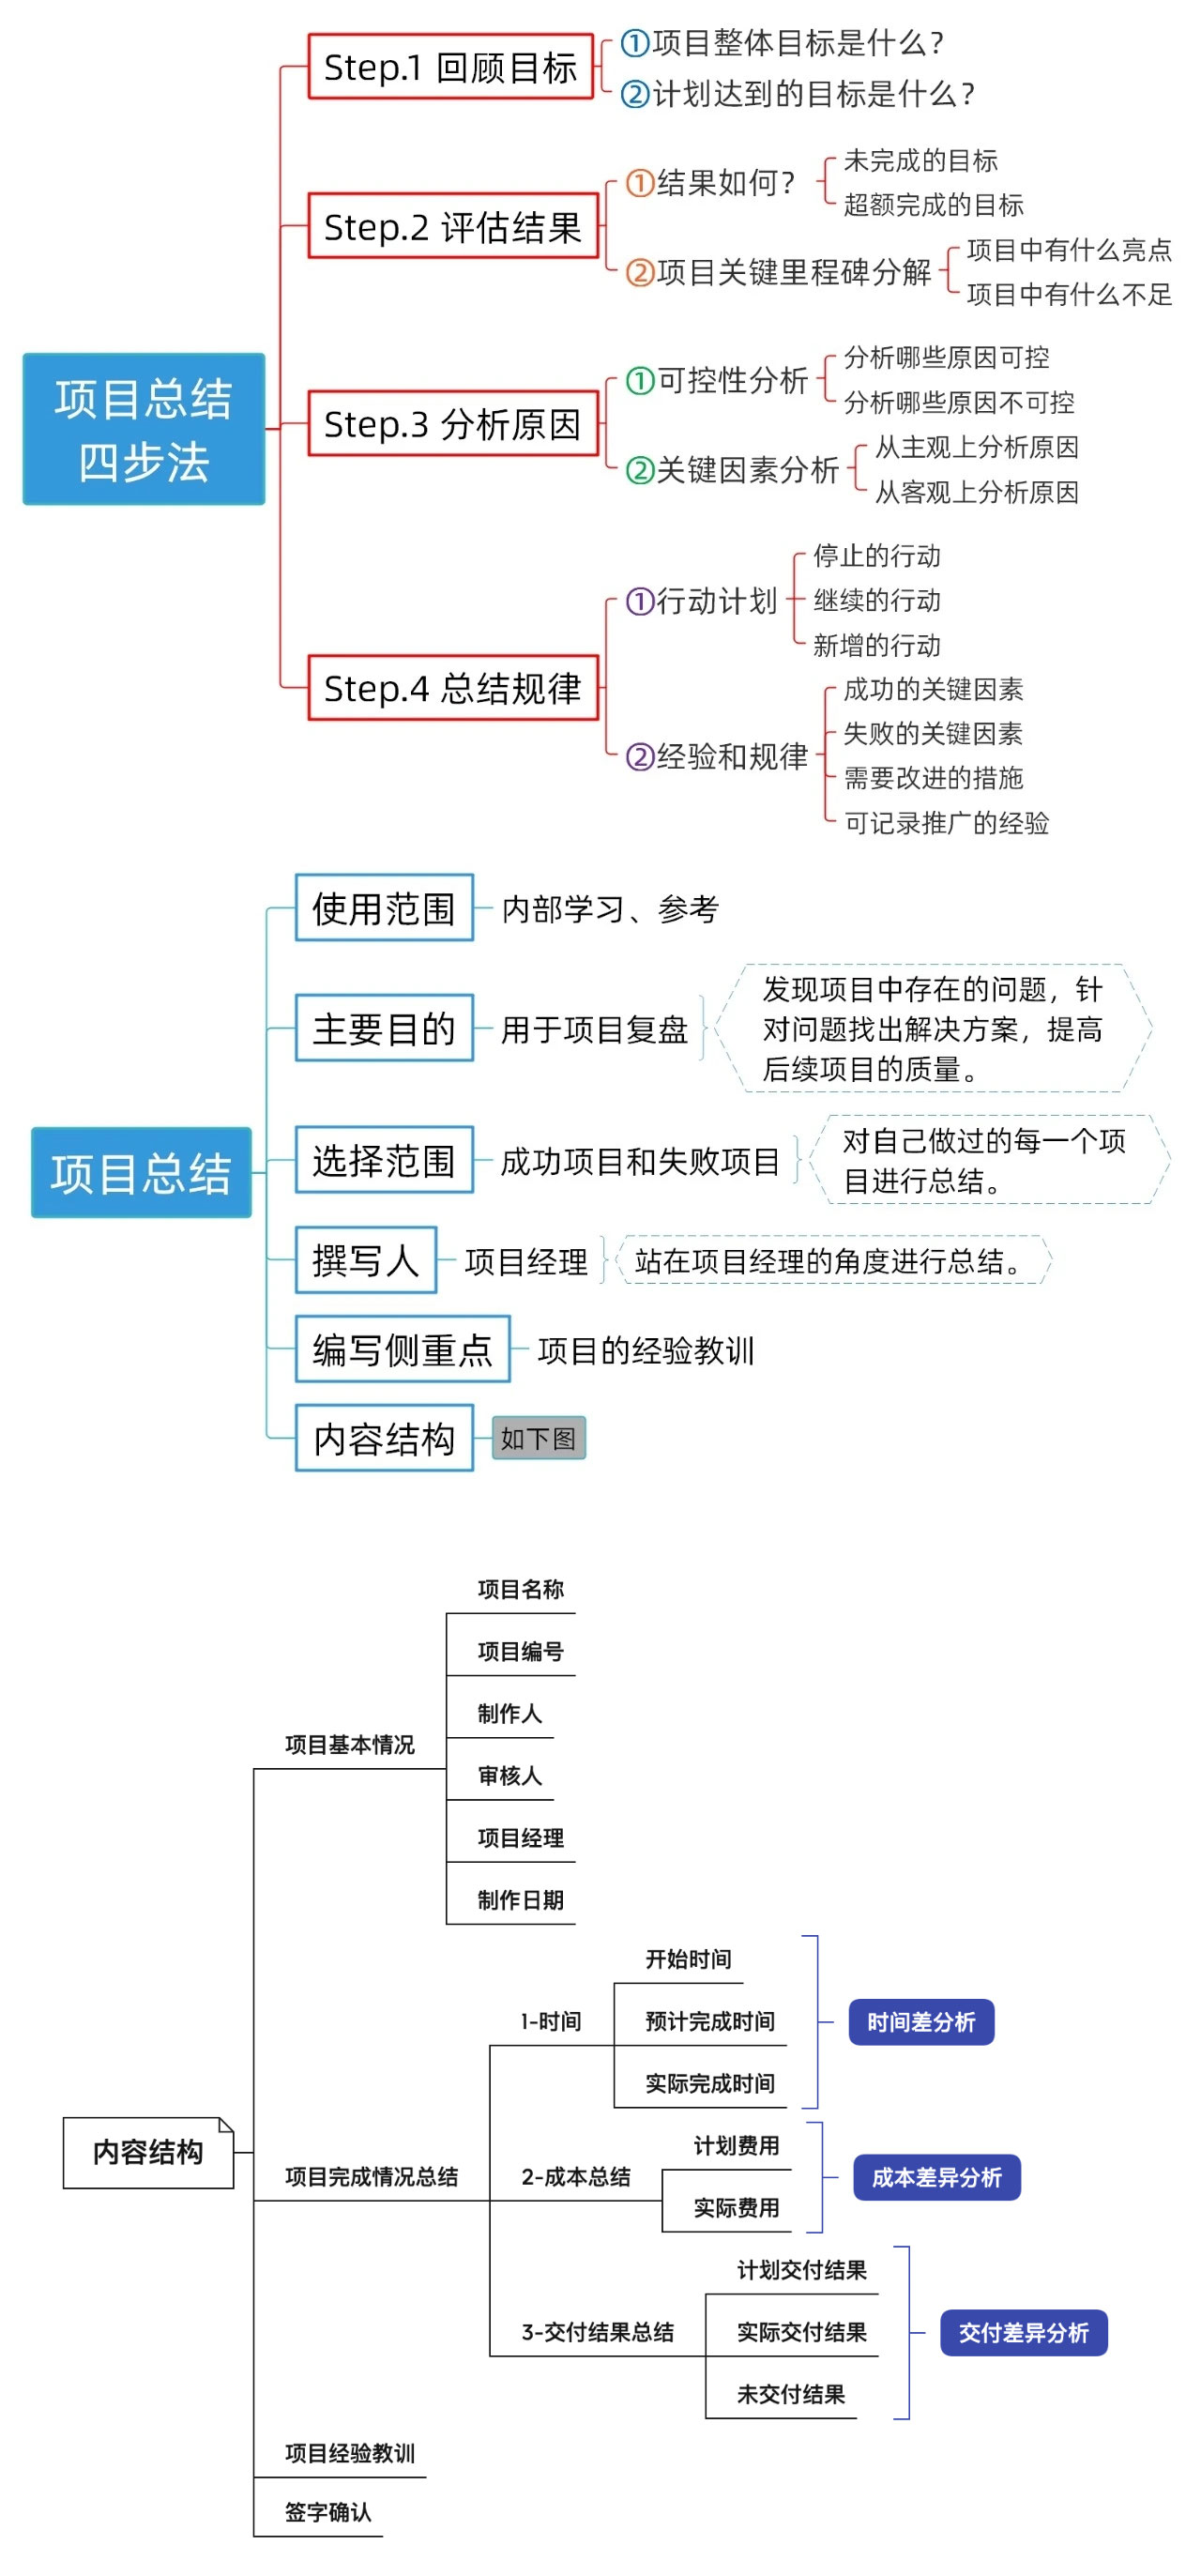 项目总结
四步法
Step.1 回顾目标
①项目整体目标是什么？
②计划达到的目标是什么？
Step.2 评估结果
①结果如何？
未完成的目标
超额完成的目标
②项目关键里程碑分解
项目中有什么亮点
项目中有什么不足
Step.3 分析原因
①可控性分析
分析哪些原因可控
分析哪些原因不可控
②关键因素分析
从主观上分析原因
从客观上分析原因
Step.4 总结规律
①行动计划
停止的行动
继续的行动
新增的行动
②经验和规律
成功的关键因素
失败的关键因素
需要改进的措施
可记录推广的经验
项目总结
使用范围
内部学习、参考
主要目的
用于项目复盘
发现项目中存在的问题，针
对问题找出解决方案，提高
后续项目的质量。
选择范围
成功项目和失败项目
对自己做过的每一个项
目进行总结。
撰写人
项目经理
站在项目经理的角度进行总结。
编写侧重点
项目的经验教训
内容结构
如下图
内容结构
项目基本情况
项目名称
项目编号
制作人
审核人
项目经理
制作日期
项目完成情况总结
1-时间
开始时间
预计完成时间
实际完成时间
时间差分析
2-成本总结
计划费用
实际费用
成本差异分析
3-交付结果总结
计划交付结果
实际交付结果
未交付结果
交付差异分析
项目经验教训
签字确认